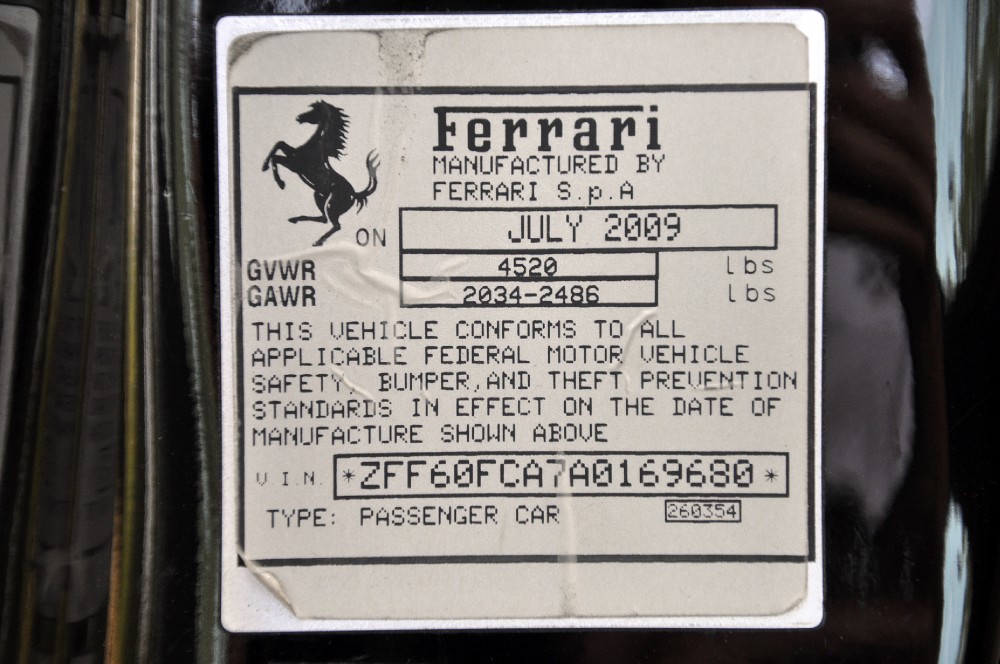 Ferrari
MANUFACTURED BY
FERRARI S.p.A
ON JULY 2009
GVWR 4520 lbs
GAWR 2034-2486 lbs
THIS VEHICLE CONFORMS TO ALL
APPLICABLE FEDERAL MOTOR VEHICLE
SAFETY, BUMPER,AND THEFT PREVENTION
STANDARDS IN EFFECT ON THE DATE OF
MANUFACTURE SHOWN ABOVE
V.I.N. *ZFF60FCA7A0169680*
TYPE: PASSENGER CAR 260354